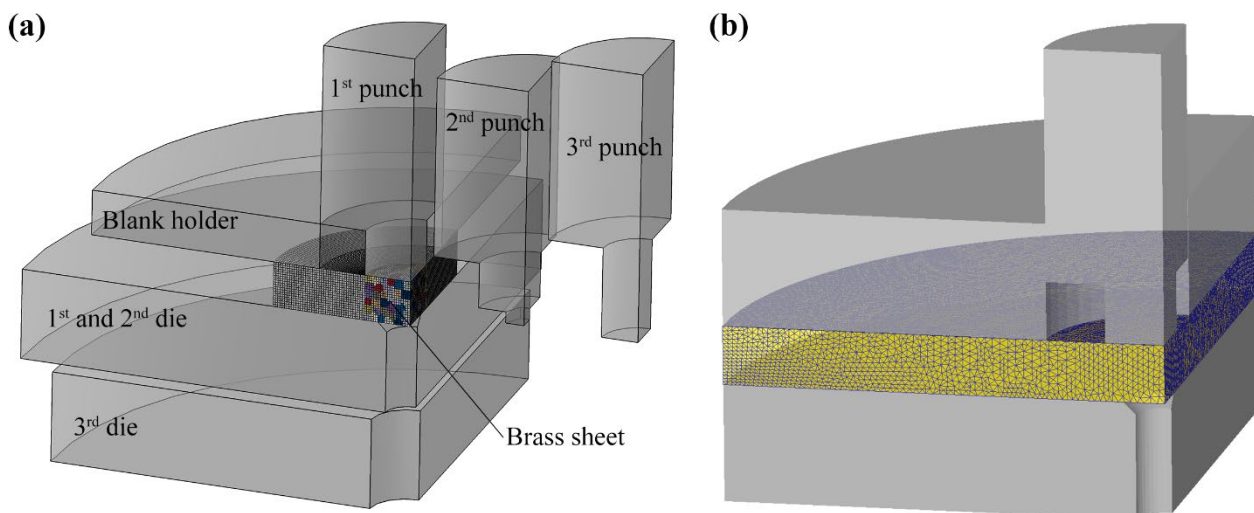 (a)
(b)
1st punch
2nd punch
3rd punch
Blank holder
1st and 2nd die
3rd die
Brass sheet